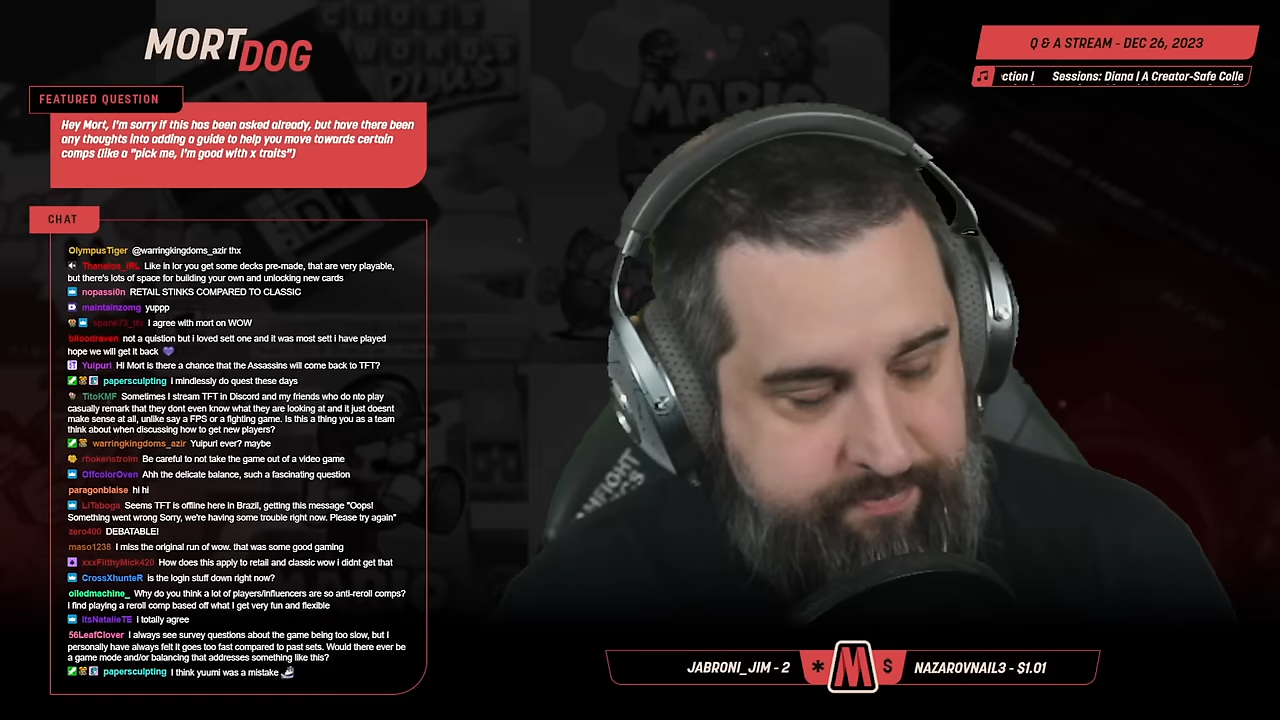 MORTDOG
Q & A STREAM - DEC 26, 2023
ction | Sessions: Diana | A Creator-Safe Colle
FEATURED QUESTION
Hey Mort, I'm sorry if this has been asked already, but have there been
any thoughts into adding a guide to help you move towards certain
comps (like a "pick me, I'm good with x traits")
CHAT
OlympusTiger @warringkingdoms_azir thx
Like in lor you get some decks pre-made, that are very playable,
but there's lots of space for building your own and unlocking new cards
nopassi0n RETAIL STINKS COMPARED TO CLASSIC
maintainzomg yuppp
I agree with mort on WOW
bloodraven not a quistion but i loved sett one and it was most sett i have played
hope we will get it back
Yuipuri Hi Mort is there a chance that the Assassins will come back to TFT?
papersculpting I mindlessly do quest these days
TitoKMF Sometimes I stream TFT in Discord and my friends who do nto play
casually remark that they dont even know what they are looking at and it just doesnt
make sense at all, unlike say a FPS or a fighting game. Is this a thing you as a team
think about when discussing how to get new players?
warringkingdoms_azir Yuipuri ever? maybe
rhokenstrolm Be careful to not take the game out of a video game
OffcolorOven Ahh the delicate balance, such a fascinating question
paragonblaise hi hi
LiTaboga Seems TFT is offline here in Brazil, getting this message "Oops!
Something went wrong Sorry, we're having some trouble right now. Please try again"
zero400 DEBATABLE!
maso1238 I miss the original run of wow. that was some good gaming
xxxFilthyMick420 How does this apply to retail and classic wow i didnt get that
CrossXhunteR is the login stuff down right now?
oiledmachine_ Why do you think a lot of players/influencers are so anti-reroll comps?
I find playing a reroll comp based off what I get very fun and flexible
ItsNatalieTE I totally agree
56LeafClover I always see survey questions about the game being too slow, but I
personally have always felt it goes too fast compared to past sets. Would there ever be
a game mode and/or balancing that addresses something like this?
papersculpting I think yuumi was a mistake
JABRONI_JIM - 2
* M $
NAZAROVNAIL3 - $1.01